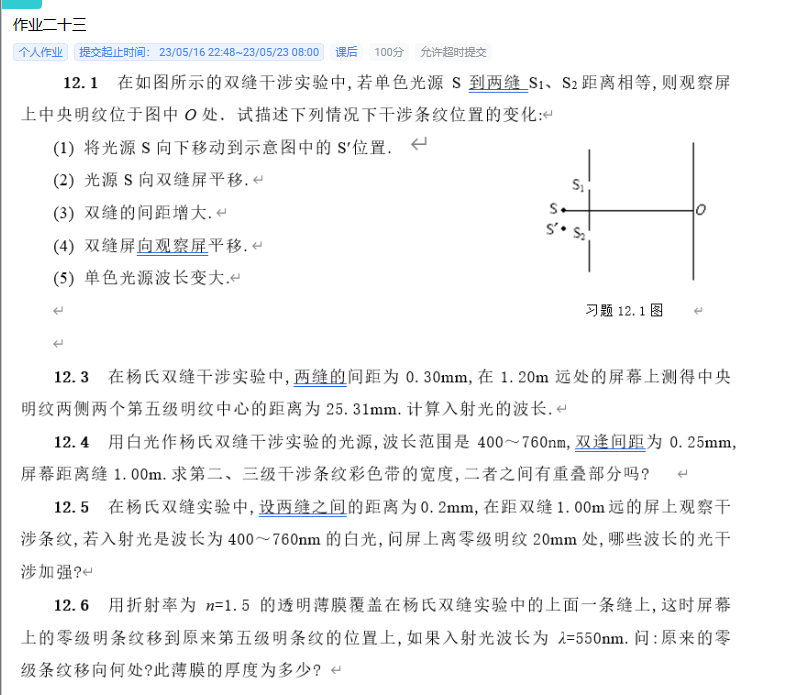 作业二十三
个人作业 提交起止时间： 23/05/16 22:48~23/05/23 08:00 课后 100分 允许超时提交
12.1 在如图所示的双缝干涉实验中,若单色光源 S 到两缝 S₁、S₂距离相等,则观察屏
上中央明纹位于图中 O 处. 试描述下列情况下干涉条纹位置的变化:↵
(1) 将光源 S 向下移动到示意图中的 S′位置. ↵
(2) 光源 S 向双缝屏平移.↵
(3) 双缝的间距增大.↵
(4) 双缝屏向观察屏平移.↵
(5) 单色光源波长变大.↵
↵
↵
S₁
S
O
S′
S₂
习题 12.1 图 ↵
12.3 在杨氏双缝干涉实验中,两缝的间距为 0.30mm,在 1.20m 远处的屏幕上测得中央
明纹两侧两个第五级明纹中心的距离为 25.31mm.计算入射光的波长.↵
12.4 用白光作杨氏双缝干涉实验的光源,波长范围是 400～760nm,双逢间距为 0.25mm,
屏幕距离缝 1.00m.求第二、三级干涉条纹彩色带的宽度,二者之间有重叠部分吗? ↵
12.5 在杨氏双缝实验中,设两缝之间的距离为0.2mm,在距双缝1.00m远的屏上观察干
涉条纹,若入射光是波长为400～760nm 的白光,问屏上离零级明纹 20mm 处,哪些波长的光干
涉加强?↵
12.6 用折射率为 n=1.5 的透明薄膜覆盖在杨氏双缝实验中的上面一条缝上,这时屏幕
上的零级明条纹移到原来第五级明条纹的位置上,如果入射光波长为 λ=550nm.问:原来的零
级条纹移向何处?此薄膜的厚度为多少? ↵